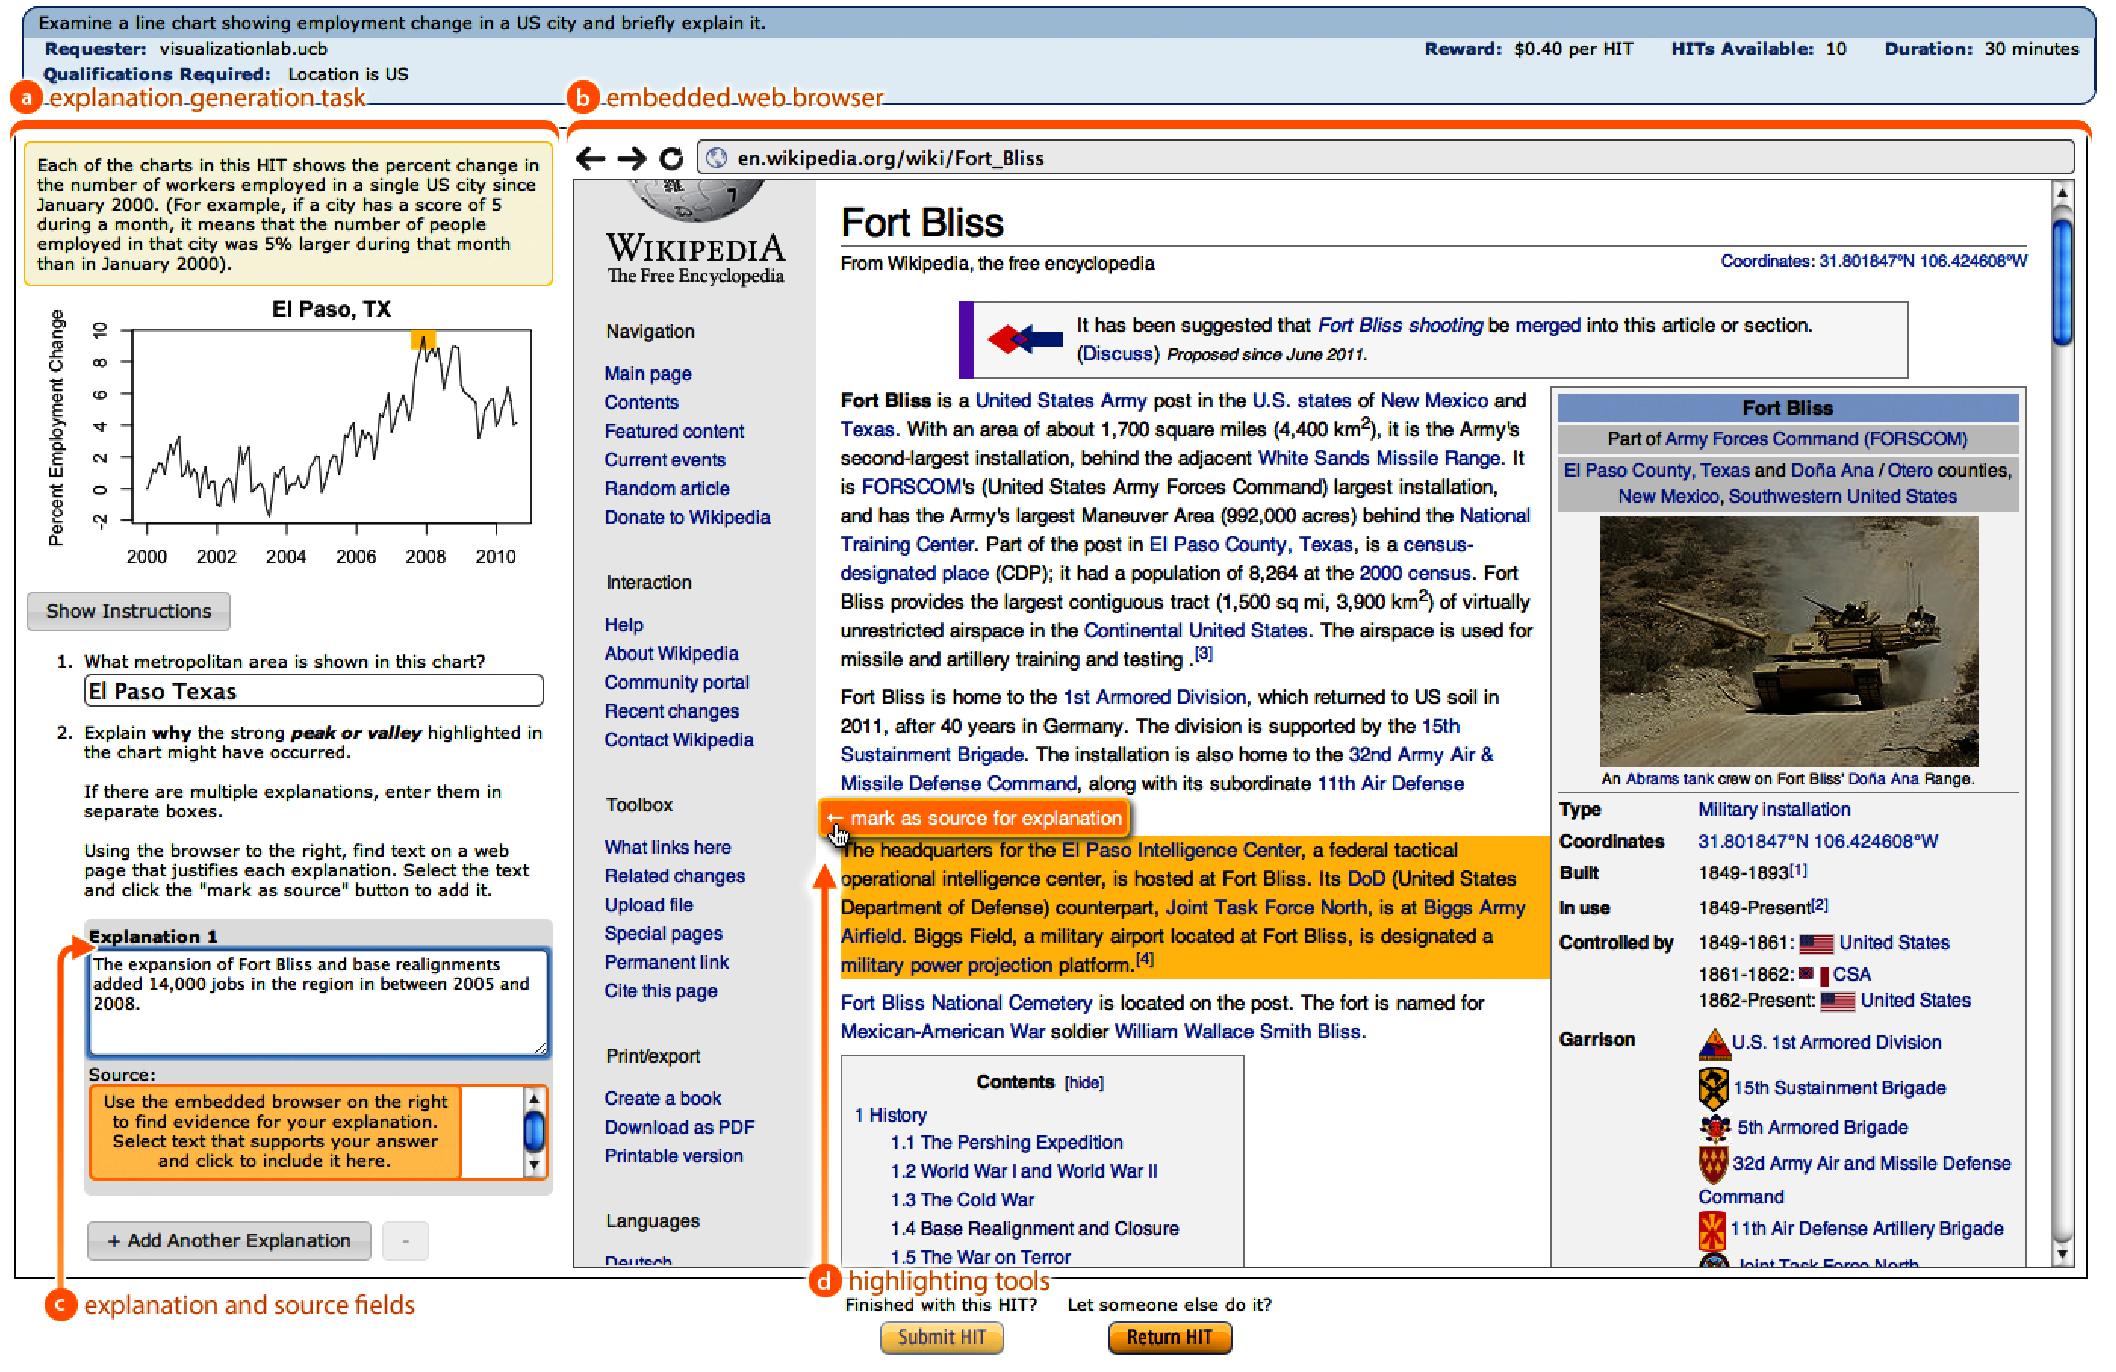 Examine a line chart showing employment change in a US city and briefly explain it.
Requester: visualizationlab.ucb
Reward: $0.40 per HIT HITs Available: 10 Duration: 30 minutes
Qualifications Required: Location is US
a explanation generation task
b embedded web browser
Each of the charts in this HIT shows the percent change in
the number of workers employed in a single US city since
January 2000. (For example, if a city has a score of 5
during a month, it means that the number of people
employed in that city was 5% larger during that month
than in January 2000).
El Paso, TX
Percent Employment Change
10
8
6
4
2
0
-2
2000 2002 2004 2006 2008 2010
Show Instructions
1. What metropolitan area is shown in this chart?
El Paso Texas
2. Explain why the strong peak or valley highlighted in
the chart might have occurred.
If there are multiple explanations, enter them in
separate boxes.
Using the browser to the right, find text on a web
page that justifies each explanation. Select the text
and click the "mark as source" button to add it.
Explanation 1
The expansion of Fort Bliss and base realignments
added 14,000 jobs in the region in between 2005 and
2008.
Source:
Use the embedded browser on the right
to find evidence for your explanation.
Select text that supports your answer
and click to include it here.
+ Add Another Explanation -
c explanation and source fields
en.wikipedia.org/wiki/Fort_Bliss
WIKIPEDIA
The Free Encyclopedia
Navigation
Main page
Contents
Featured content
Current events
Random article
Donate to Wikipedia
Interaction
Help
About Wikipedia
Community portal
Recent changes
Contact Wikipedia
Toolbox
What links here
Related changes
Upload file
Special pages
Permanent link
Cite this page
Print/export
Create a book
Download as PDF
Printable version
Languages
Deutsch
Fort Bliss
From Wikipedia, the free encyclopedia
Coordinates: 31.801847°N 106.424608°W
It has been suggested that Fort Bliss shooting be merged into this article or section.
(Discuss) Proposed since June 2011.
Fort Bliss is a United States Army post in the U.S. states of New Mexico and
Texas. With an area of about 1,700 square miles (4,400 km2), it is the Army's
second-largest installation, behind the adjacent White Sands Missile Range. It
is FORSCOM's (United States Army Forces Command) largest installation,
and has the Army's largest Maneuver Area (992,000 acres) behind the National
Training Center. Part of the post in El Paso County, Texas, is a census-
designated place (CDP); it had a population of 8,264 at the 2000 census. Fort
Bliss provides the largest contiguous tract (1,500 sq mi, 3,900 km2) of virtually
unrestricted airspace in the Continental United States. The airspace is used for
missile and artillery training and testing .[3]
Fort Bliss is home to the 1st Armored Division, which returned to US soil in
2011, after 40 years in Germany. The division is supported by the 15th
Sustainment Brigade. The installation is also home to the 32nd Army Air &
Missile Defense Command, along with its subordinate 11th Air Defense
← mark as source for explanation
The headquarters for the El Paso Intelligence Center, a federal tactical
operational intelligence center, is hosted at Fort Bliss. Its DoD (United States
Department of Defense) counterpart, Joint Task Force North, is at Biggs Army
Airfield. Biggs Field, a military airport located at Fort Bliss, is designated a
military power projection platform.[4]
Fort Bliss National Cemetery is located on the post. The fort is named for
Mexican-American War soldier William Wallace Smith Bliss.
Contents [hide]
1 History
1.1 The Pershing Expedition
1.2 World War I and World War II
1.3 The Cold War
1.4 Base Realignment and Closure
1.5 The War on Terror
Fort Bliss
Part of Army Forces Command (FORSCOM)
El Paso County, Texas and Doña Ana / Otero counties,
New Mexico, Southwestern United States
An Abrams tank crew on Fort Bliss' Doña Ana Range.
Type Military installation
Coordinates 31.801847°N 106.424608°W
Built 1849-1893[1]
In use 1849-Present[2]
Controlled by 1849-1861: United States
1861-1862: CSA
1862-Present: United States
Garrison U.S. 1st Armored Division
15th Sustainment Brigade
5th Armored Brigade
32d Army Air and Missile Defense
Command
11th Air Defense Artillery Brigade
Joint Task Force North
d highlighting tools
Finished with this HIT? Let someone else do it?
Submit HIT Return HIT